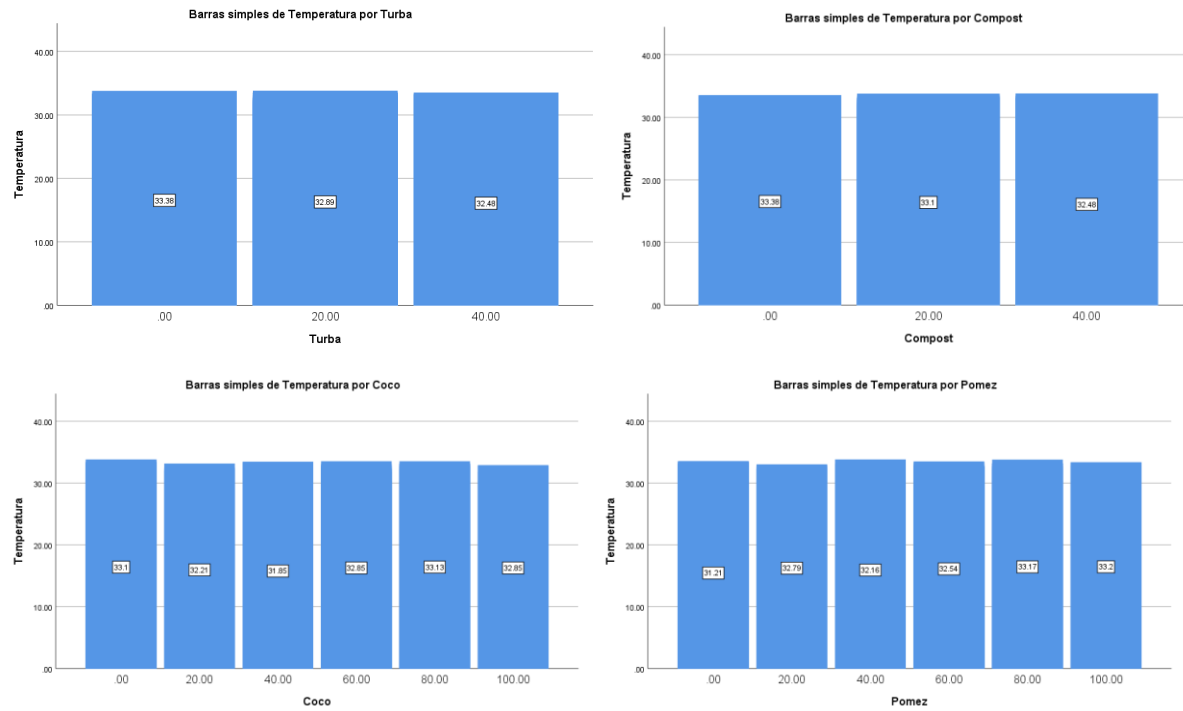 Barras simples de Temperatura por Turba
40.00
30.00
20.00
10.00
.00
Temperatura
33.38
32.89
32.48
.00 20.00 40.00
Turba
Barras simples de Temperatura por Compost
40.00
30.00
20.00
10.00
.00
Temperatura
33.38
33.1
32.48
.00 20.00 40.00
Compost
Barras simples de Temperatura por Coco
40.00
30.00
20.00
10.00
.00
Temperatura
33.1
32.21
31.85
32.85
33.13
32.85
.00 20.00 40.00 60.00 80.00 100.00
Coco
Barras simples de Temperatura por Pomez
40.00
30.00
20.00
10.00
.00
Temperatura
31.21
32.79
32.16
32.54
33.17
33.2
.00 20.00 40.00 60.00 80.00 100.00
Pomez